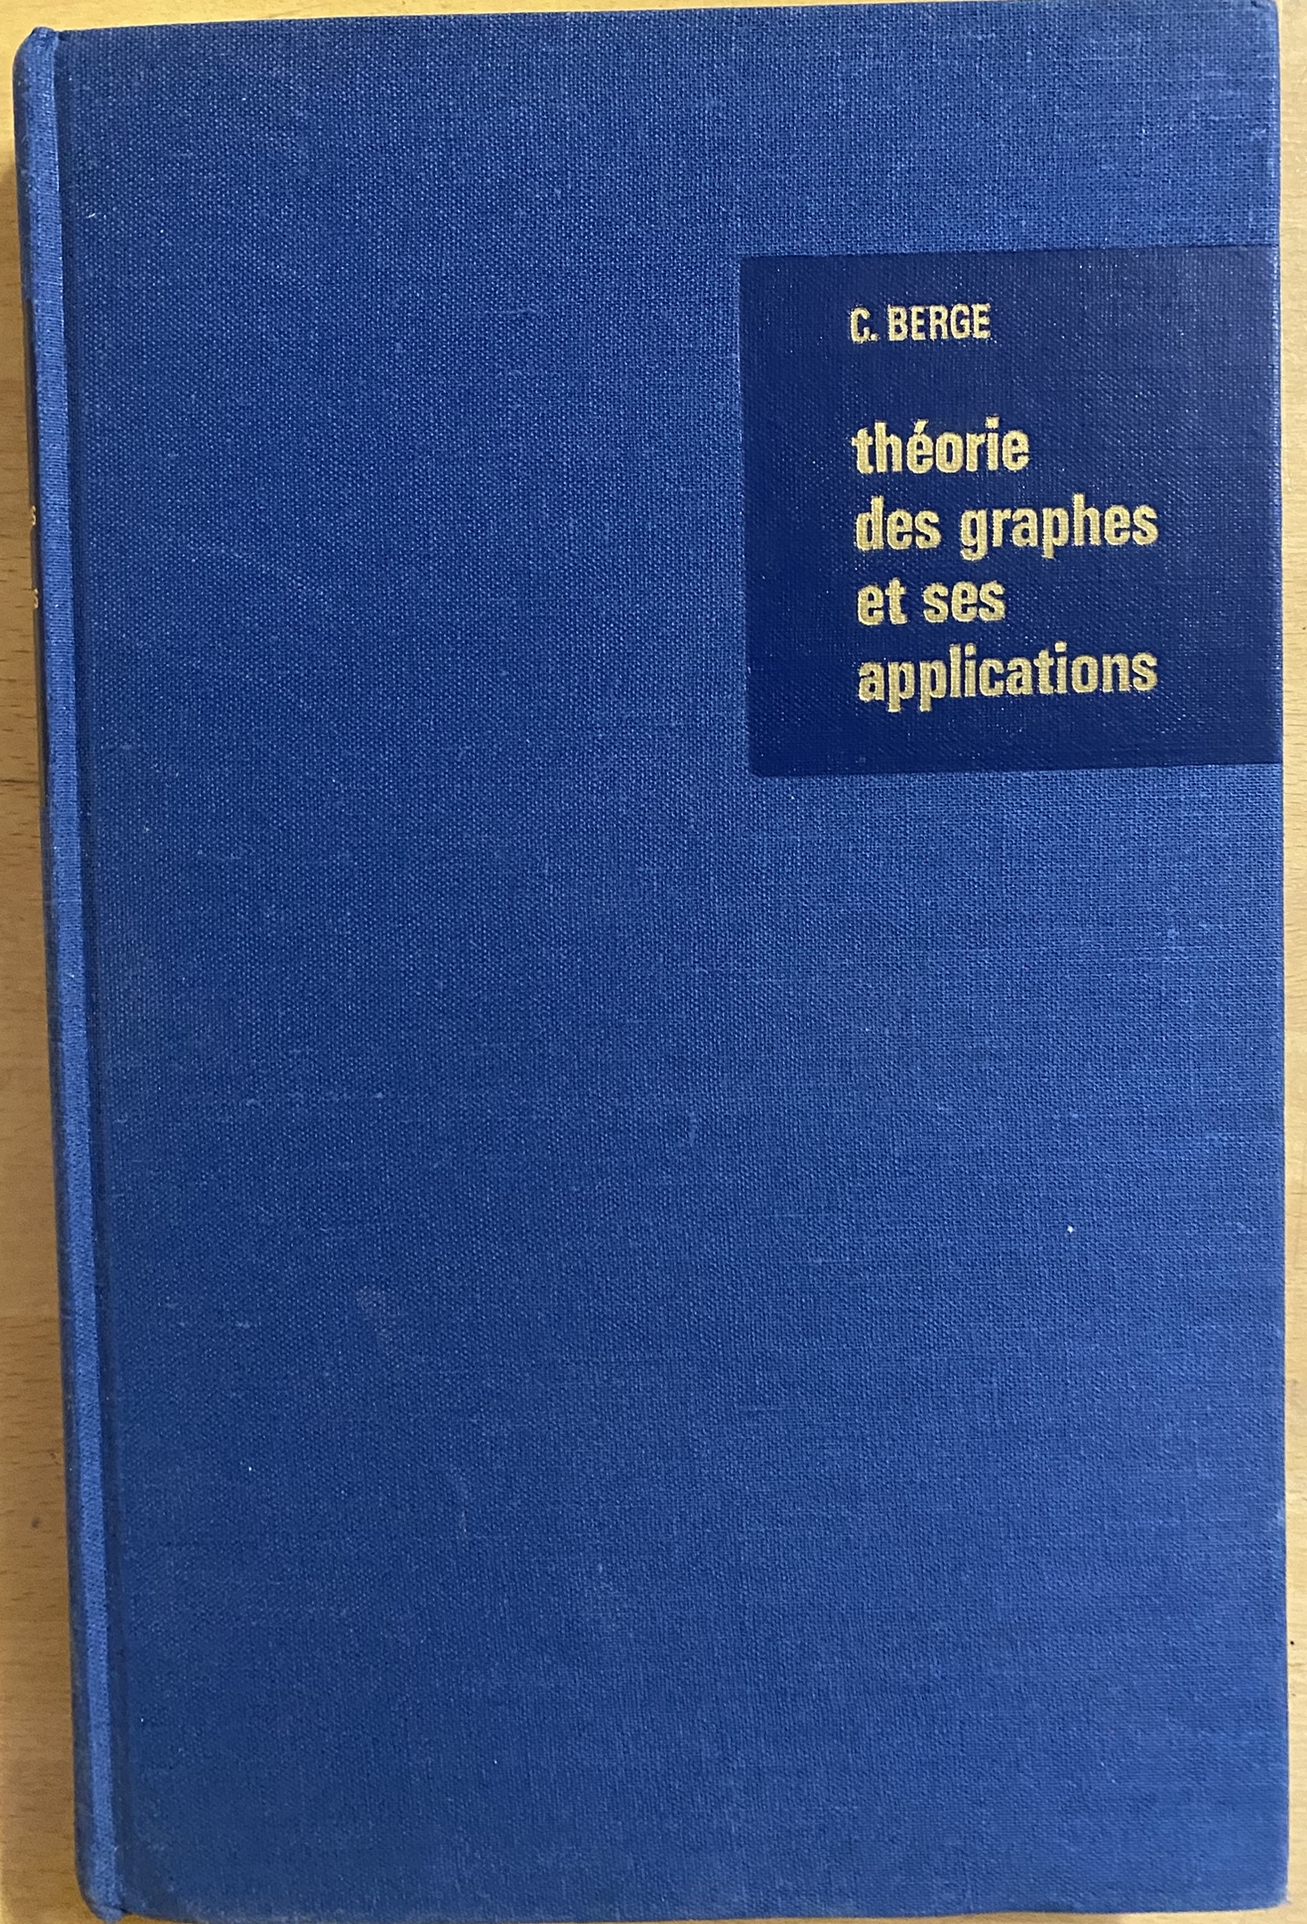 C. BERGE
théorie
des graphes
et ses
applications